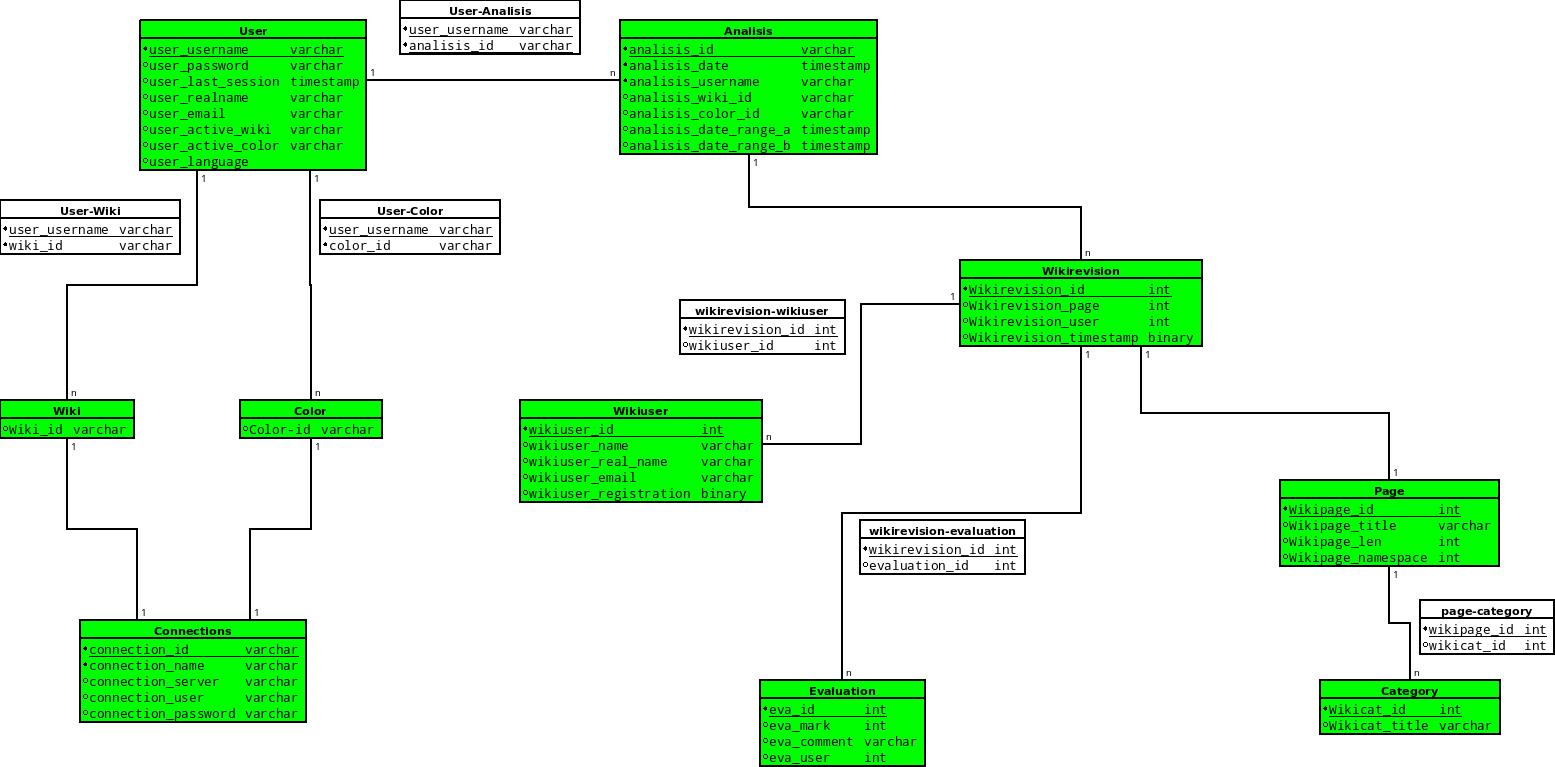 User-Analisis
user_username varchar
analisis_id varchar
User
user_username varchar
user_password varchar
user_last_session timestamp
user_realname varchar
user_email varchar
user_active_wiki varchar
user_active_color varchar
user_language
1
n
Analisis
analisis_id varchar
analisis_date timestamp
analisis_username varchar
analisis_wiki_id varchar
analisis_color_id varchar
analisis_date_range_a timestamp
analisis_date_range_b timestamp
1
1
1
User-Wiki
user_username varchar
wiki_id varchar
User-Color
user_username varchar
color_id varchar
n
Wikirevision
Wikirevision_id int
Wikirevision_page int
Wikirevision_user int
Wikirevision_timestamp binary
1
wikirevision-wikiuser
wikirevision_id int
wikiuser_id int
1
1
n
n
Wiki
Wiki_id varchar
1
Color
Color-id varchar
1
Wikiuser
wikiuser_id int
wikiuser_name varchar
wikiuser_real_name varchar
wikiuser_email varchar
wikiuser_registration binary
n
1
Page
Wikipage_id int
Wikipage_title varchar
Wikipage_len int
Wikipage_namespace int
1
wikirevision-evaluation
wikirevision_id int
evaluation_id int
page-category
wikipage_id int
wikicat_id int
1
1
Connections
connection_id varchar
connection_name varchar
connection_server varchar
connection_user varchar
connection_password varchar
n
Evaluation
eva_id int
eva_mark int
eva_comment varchar
eva_user int
n
Category
Wikicat_id int
Wikicat_title varchar